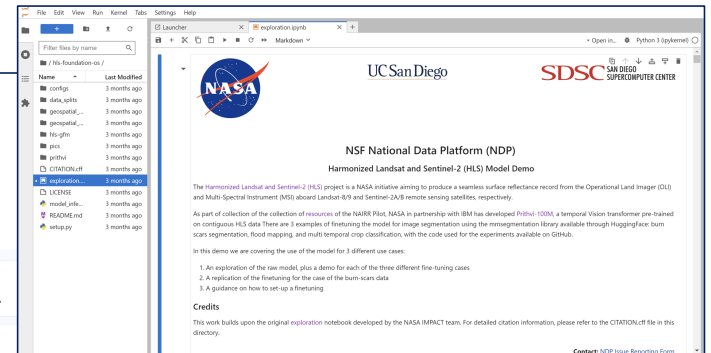 File Edit View Run Kernel Tabs Settings Help
Launcher
exploration.ipynb
Markdown
Open in...
Python 3 (ipykernel)
Filter files by name
/ hls-foundation-os /
Name
Last Modified
configs 3 months ago
data_splits 3 months ago
geospatial_... 3 months ago
geospatial_... 3 months ago
hls-gfm 3 months ago
pics 3 months ago
prithvi 3 months ago
CITATION.cff 3 months ago
exploration.... 3 months ago
LICENSE 3 months ago
model_infe... 3 months ago
README.md 3 months ago
setup.py 3 months ago
NASA
UC San Diego
SDSC SAN DIEGO
SUPERCOMPUTER CENTER
NSF National Data Platform (NDP)
Harmonized Landsat and Sentinel-2 (HLS) Model Demo
The Harmonized Landsat and Sentinel-2 (HLS) project is a NASA initiative aiming to produce a seamless surface reflectance record from the Operational Land Imager (OLI)
and Multi-Spectral Instrument (MSI) aboard Landsat-8/9 and Sentinel-2A/B remote sensing satellites, respectively.
As part of collection of the collection of resources of the NAIRR Pilot, NASA in partnership with IBM has developed Prithvi-100M, a temporal Vision transformer pre-trained
on contiguous HLS data There are 3 examples of finetuning the model for image segmentation using the mmsegmentation library available through HuggingFace: burn
scars segmentation, flood mapping, and multi temporal crop classification, with the code used for the experiments available on GitHub.
In this demo we are covering the use of the model for 3 different use cases:
1. An exploration of the raw model, plus a demo for each of the three different fine-tuning cases
2. A replication of the finetuning for the case of the burn-scars data
3. A guidance on how to set-up a finetuning
Credits
This work builds upon the original exploration notebook developed by the NASA IMPACT team. For detailed citation information, please refer to the CITATION.cff file in this
directory.
Contact: NDP Issue Reporting Form